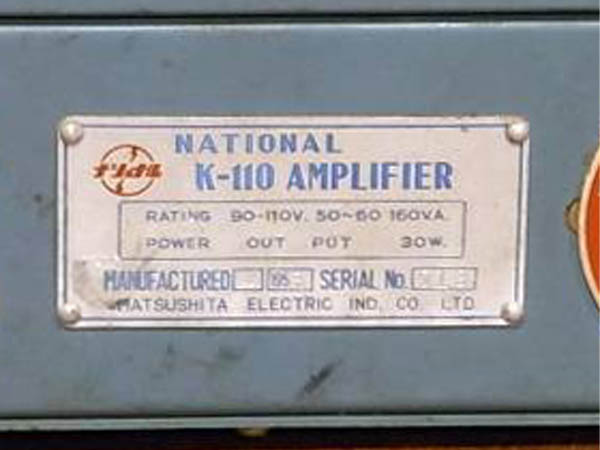 ナショナル
NATIONAL
K-110 AMPLIFIER
RATING 90-110V. 50~60 160VA.
POWER OUT PUT 30W.
MANUFACTURED 195 SERIAL No.
MATSUSHITA ELECTRIC IND. CO. LTD